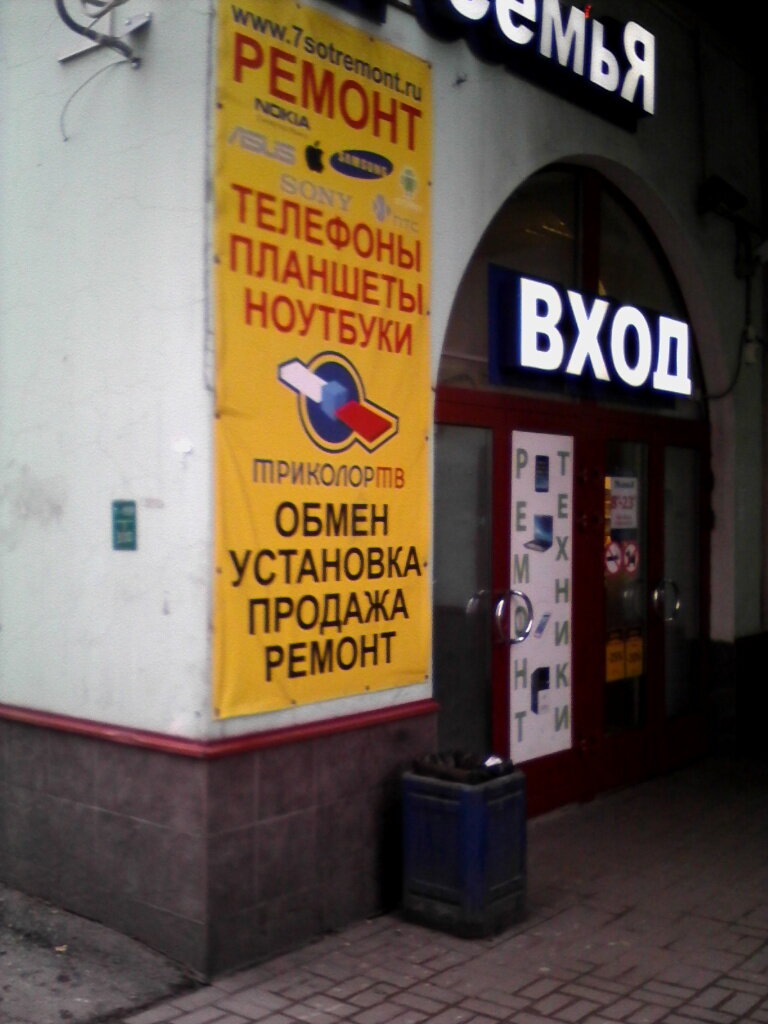 семья
www.7sotremont.ru
РЕМОНТ
NOKIA
ASUS
SAMSUNG
SONY
HTC
ТЕЛЕФОНЫ
ПЛАНШЕТЫ
НОУТБУКИ
ТРИКОЛОРТВ
ОБМЕН
УСТАНОВКА
ПРОДАЖА
РЕМОНТ
ВХОД
РЕМОНТ
ТЕХНИКИ